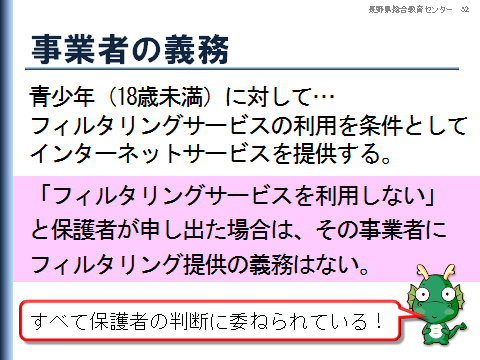 長野県総合教育センター 52
事業者の義務
青少年（18歳未満）に対して…
フィルタリングサービスの利用を条件として
インターネットサービスを提供する。
「フィルタリングサービスを利用しない」
と保護者が申し出た場合は、その事業者に
フィルタリング提供の義務はない。
すべて保護者の判断に委ねられている！